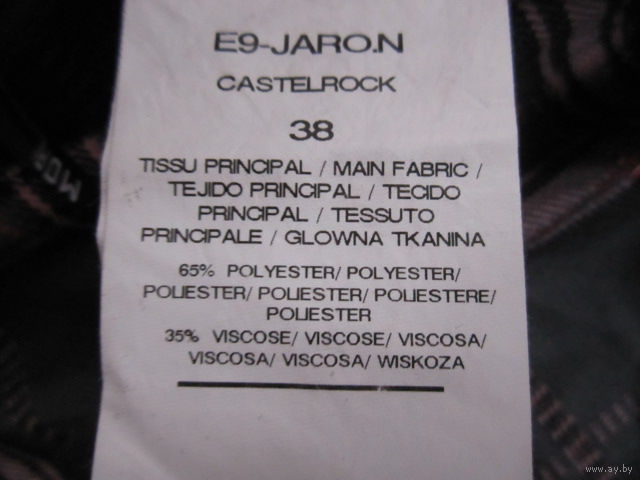 E9-JARO.N
CASTELROCK
38
TISSU PRINCIPAL / MAIN FABRIC /
TEJIDO PRINCIPAL / TECIDO
PRINCIPAL / TESSUTO
PRINCIPALE / GLOWNA TKANINA
65% POLYESTER/ POLYESTER/
POLIESTER/ POLIESTER/ POLIESTERE/
POLIESTER
35% VISCOSE/ VISCOSE/ VISCOSA/
VISCOSA/ VISCOSA/ WISKOZA
www.ay.by